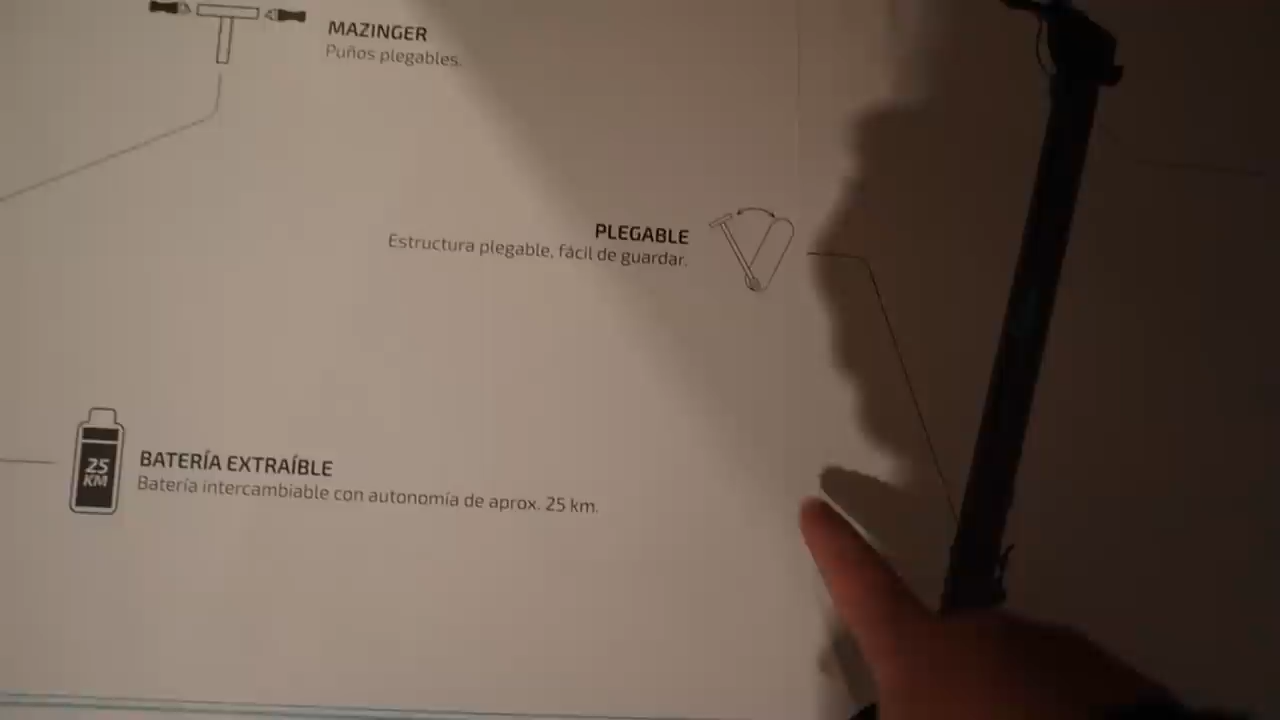 MAZINGER
Puños plegables.
PLEGABLE
Estructura plegable, fácil de guardar.
25
KM
BATERÍA EXTRAÍBLE
Batería intercambiable con autonomía de aprox. 25 km.